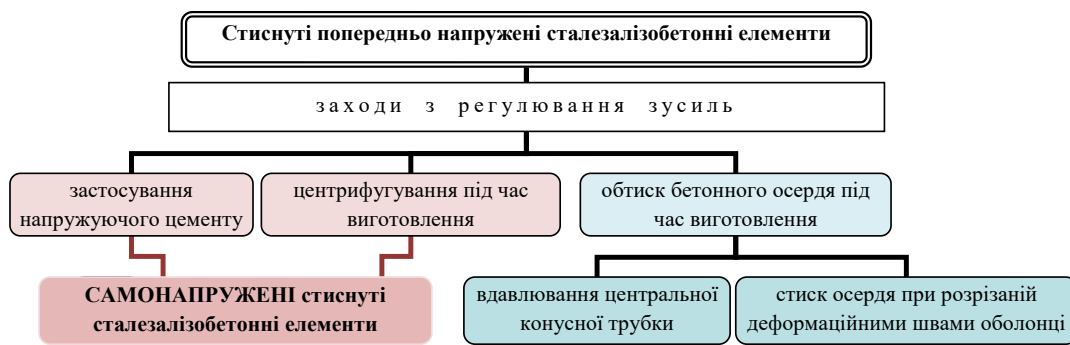 Стиснуті попередньо напружені сталезалізобетонні елементи
заходи з регулювання зусиль
застосування
напружуючого цементу
центрифугування під час
виготовлення
обтиск бетонного осердя під
час виготовлення
САМОНАПРУЖЕНІ стиснуті
сталезалізобетонні елементи
вдавлювання центральної
конусної трубки
стиск осердя при розрізаній
деформаційними швами оболонці